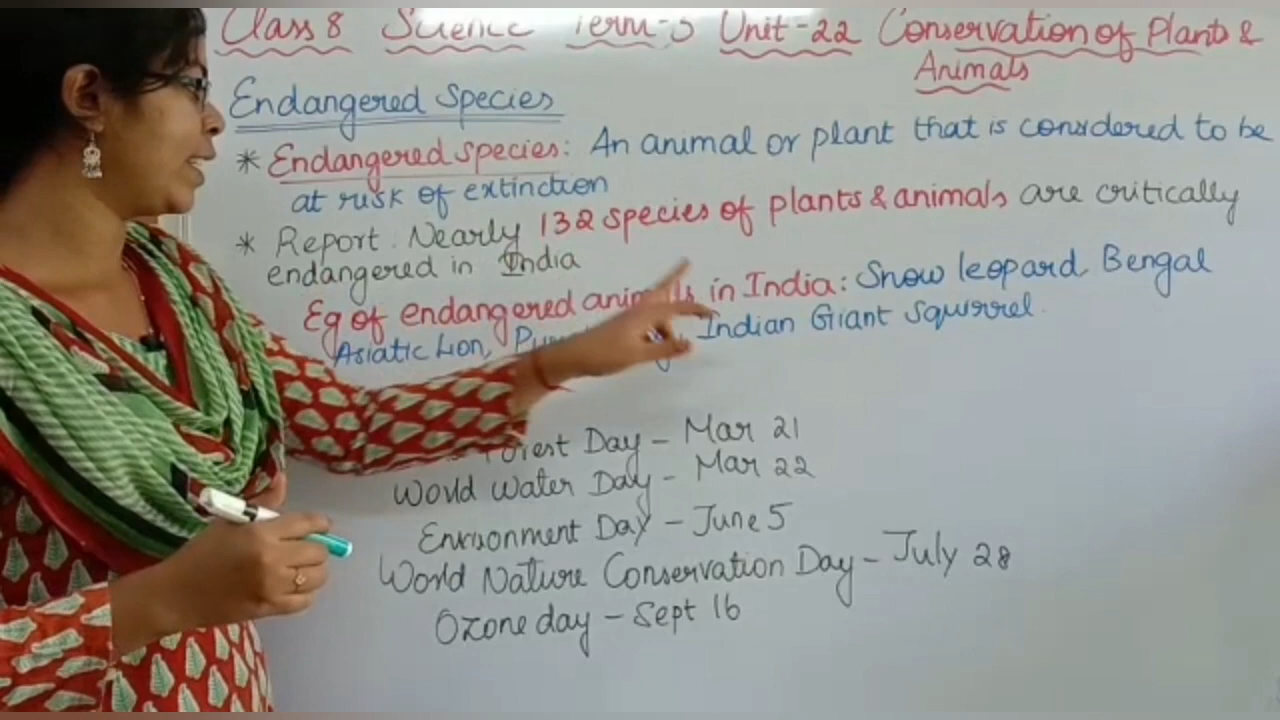 Class 8 Science Term-3 Unit-22 Conservation of Plants &
Animals
Endangered Species
* Endangered species: An animal or plant that is considered to be
at risk of extinction
* Report. Nearly 132 species of plants & animals are critically
endangered in India
Eg of endangered animals in India: Snow leopard, Bengal
Asiatic Lion, Indian Giant Squirrel.
Forest Day - Mar 21
World Water Day - Mar 22
Environment Day - June 5
World Nature Conservation Day - July 28
Ozone day - Sept 16